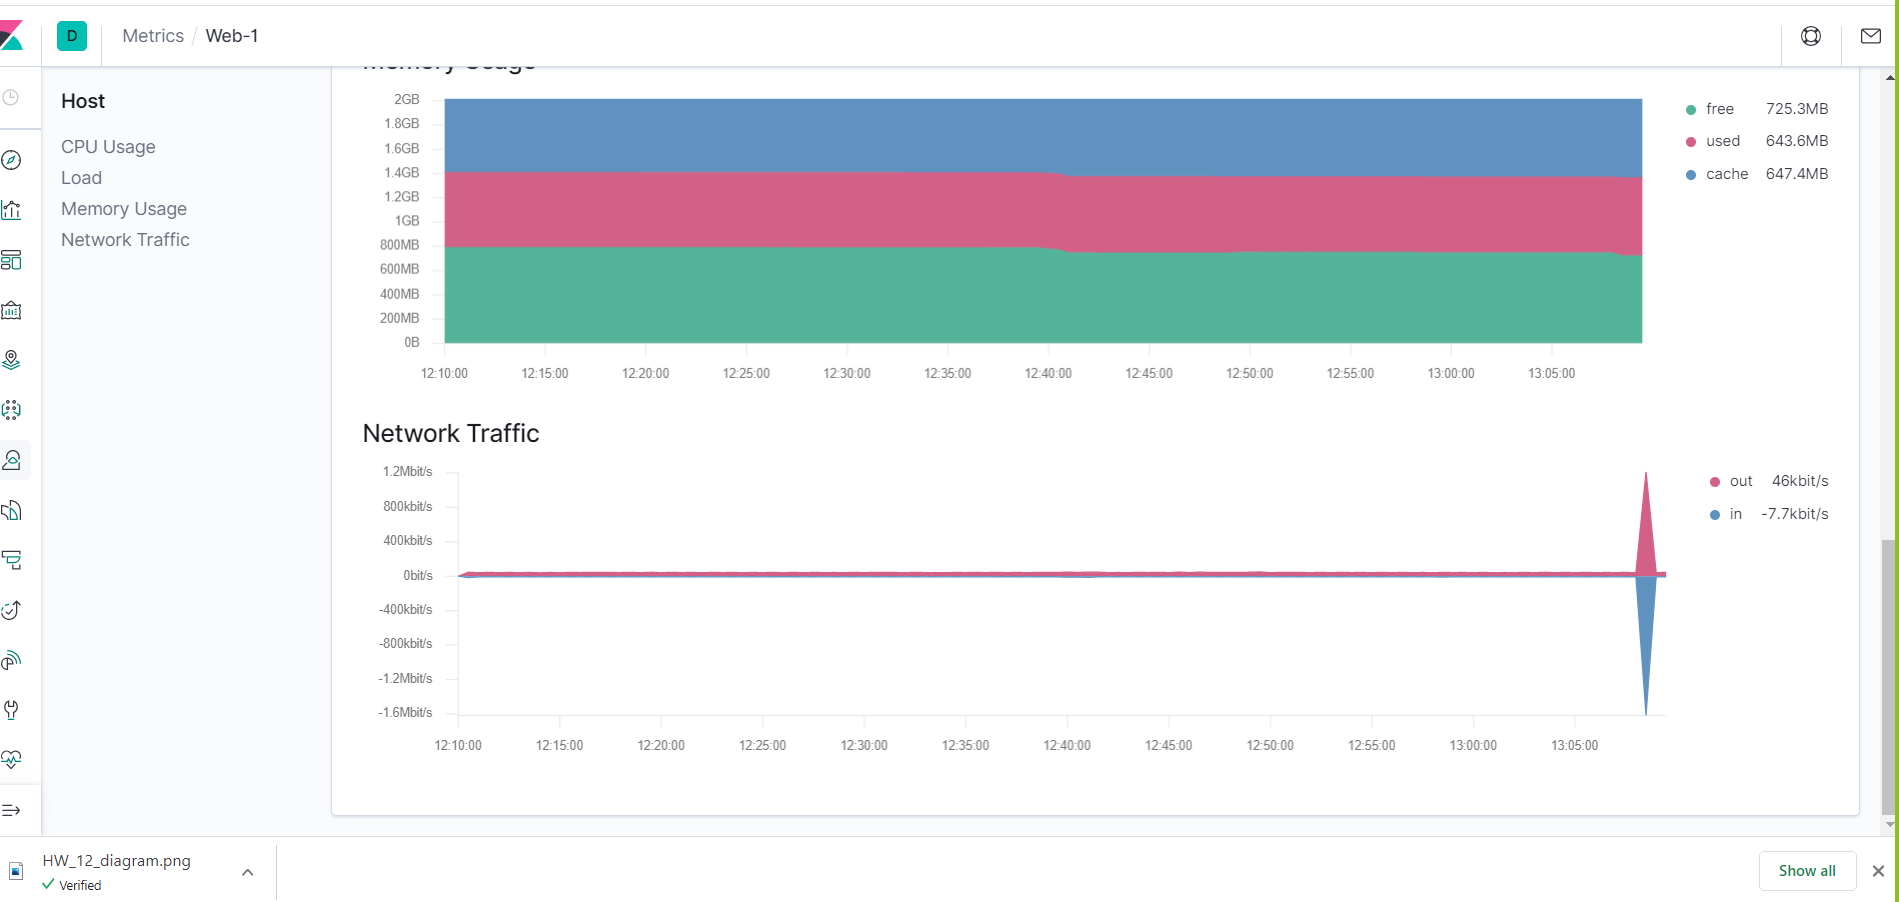 D
Metrics / Web-1
Host
CPU Usage
Load
Memory Usage
Network Traffic
Memory Usage
2GB
1.8GB
1.6GB
1.4GB
1.2GB
1GB
800MB
600MB
400MB
200MB
0B
12:10:00 12:15:00 12:20:00 12:25:00 12:30:00 12:35:00 12:40:00 12:45:00 12:50:00 12:55:00 13:00:00 13:05:00
free 725.3MB
used 643.6MB
cache 647.4MB
Network Traffic
1.2Mbit/s
800kbit/s
400kbit/s
0bit/s
-400kbit/s
-800kbit/s
-1.2Mbit/s
-1.6Mbit/s
12:10:00 12:15:00 12:20:00 12:25:00 12:30:00 12:35:00 12:40:00 12:45:00 12:50:00 12:55:00 13:00:00 13:05:00
out 46kbit/s
in -7.7kbit/s
HW_12_diagram.png
Verified
Show all